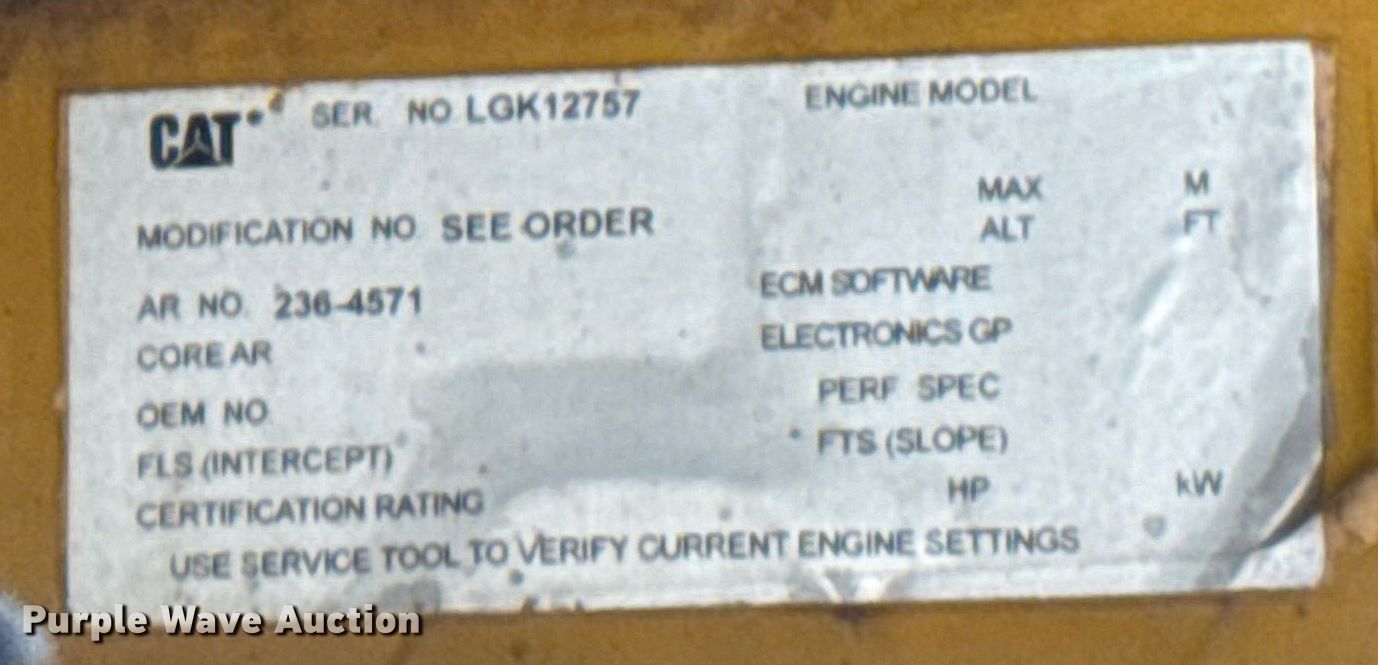 CAT SER NO LGK12757 ENGINE MODEL
MAX M
MODIFICATION NO SEE ORDER ALT FT
AR NO. 236-4571 ECM SOFTWARE
CORE AR ELECTRONICS GP
OEM NO PERF SPEC
FLS (INTERCEPT) FTS (SLOPE)
CERTIFICATION RATING HP kW
USE SERVICE TOOL TO VERIFY CURRENT ENGINE SETTINGS
Purple Wave Auction